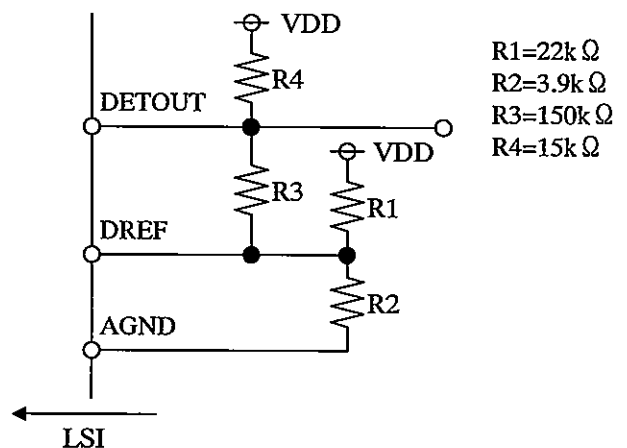 VDD
R4
DETOUT
R3
VDD
R1
DREF
R2
AGND
LSI
R1=22kΩ
R2=3.9kΩ
R3=150kΩ
R4=15kΩ